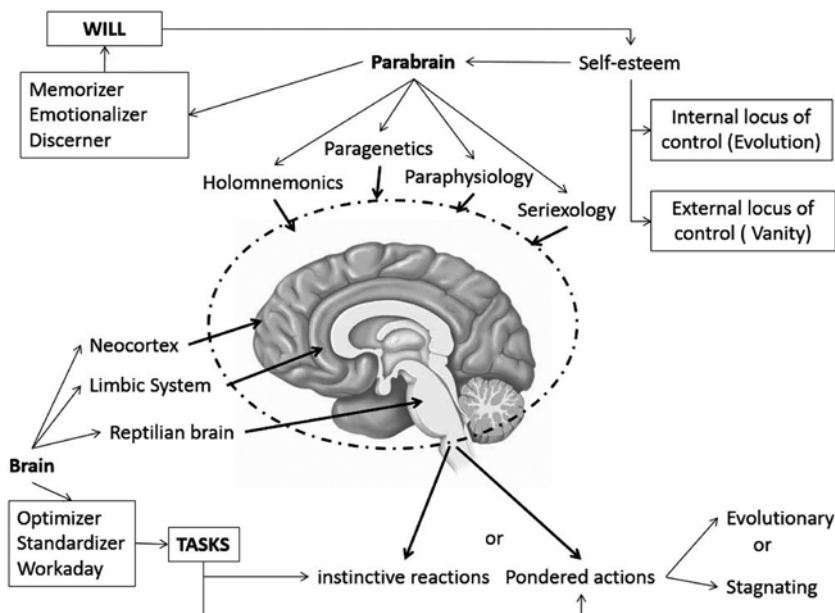 WILL
Parabrain
Self-esteem
Memorizer
Emotionalizer
Discerner
Internal locus of
control (Evolution)
Paragenetics
Holomnemonics
Paraphysiology
Seriexology
External locus of
control ( Vanity)
Neocortex
Limbic System
Reptilian brain
Brain
Optimizer
Standardizer
Workaday
TASKS
instinctive reactions
or
Pondered actions
Evolutionary
or
Stagnating